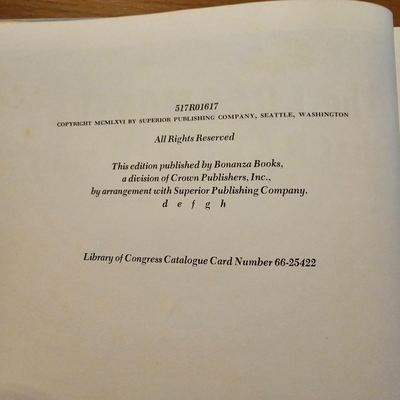 517R01617
COPYRIGHT MCMLXVI BY SUPERIOR PUBLISHING COMPANY, SEATTLE, WASHINGTON
All Rights Reserved
This edition published by Bonanza Books,
a division of Crown Publishers, Inc.,
by arrangement with Superior Publishing Company.
d e f g h
Library of Congress Catalogue Card Number 66-25422